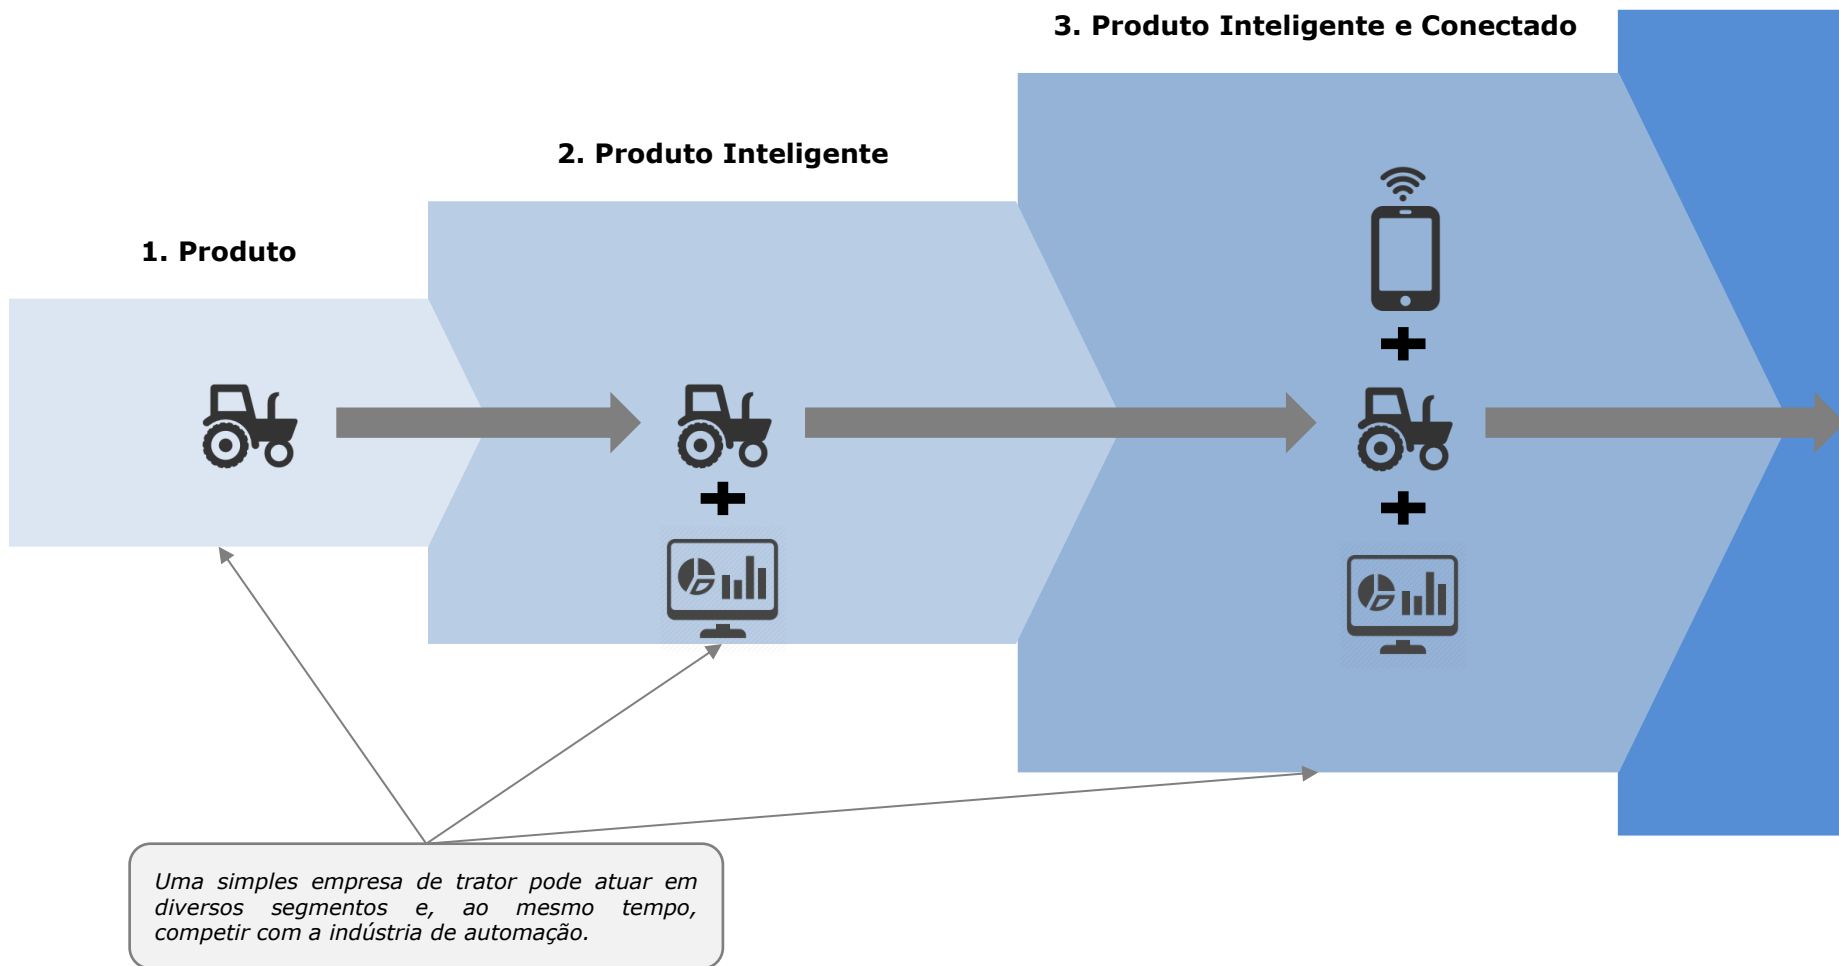 3. Produto Inteligente e Conectado
2. Produto Inteligente
1. Produto
Uma simples empresa de trator pode atuar em
diversos segmentos e, ao mesmo tempo,
competir com a indústria de automação.